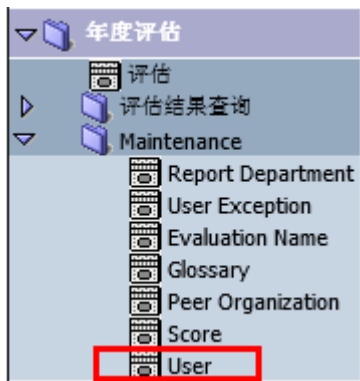 年度评估
评估
评估结果查询
Maintenance
Report Department
User Exception
Evaluation Name
Glossary
Peer Organization
Score
User